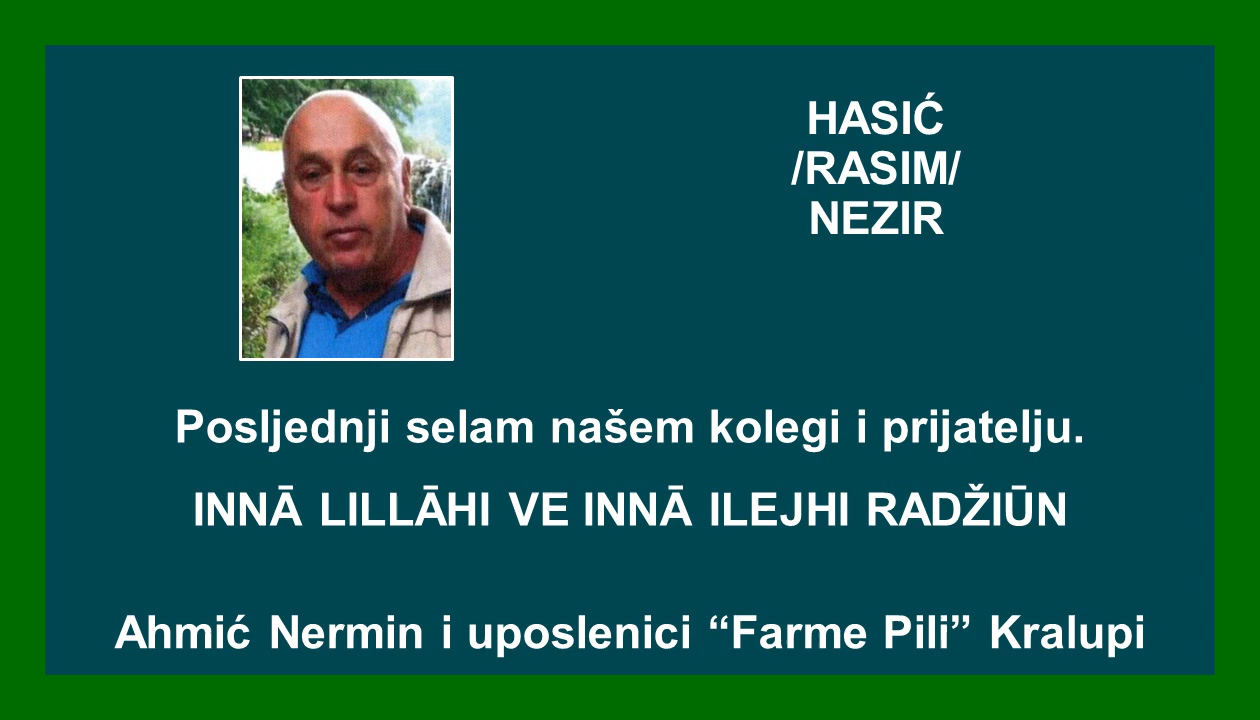 HASIĆ
/RASIM/
NEZIR
Posljednji selam našem kolegi i prijatelju.
INNĀ LILLĀHI VE INNĀ ILEJHI RADŽIŪN
Ahmić Nermin i uposlenici “Farme Pili” Kralupi